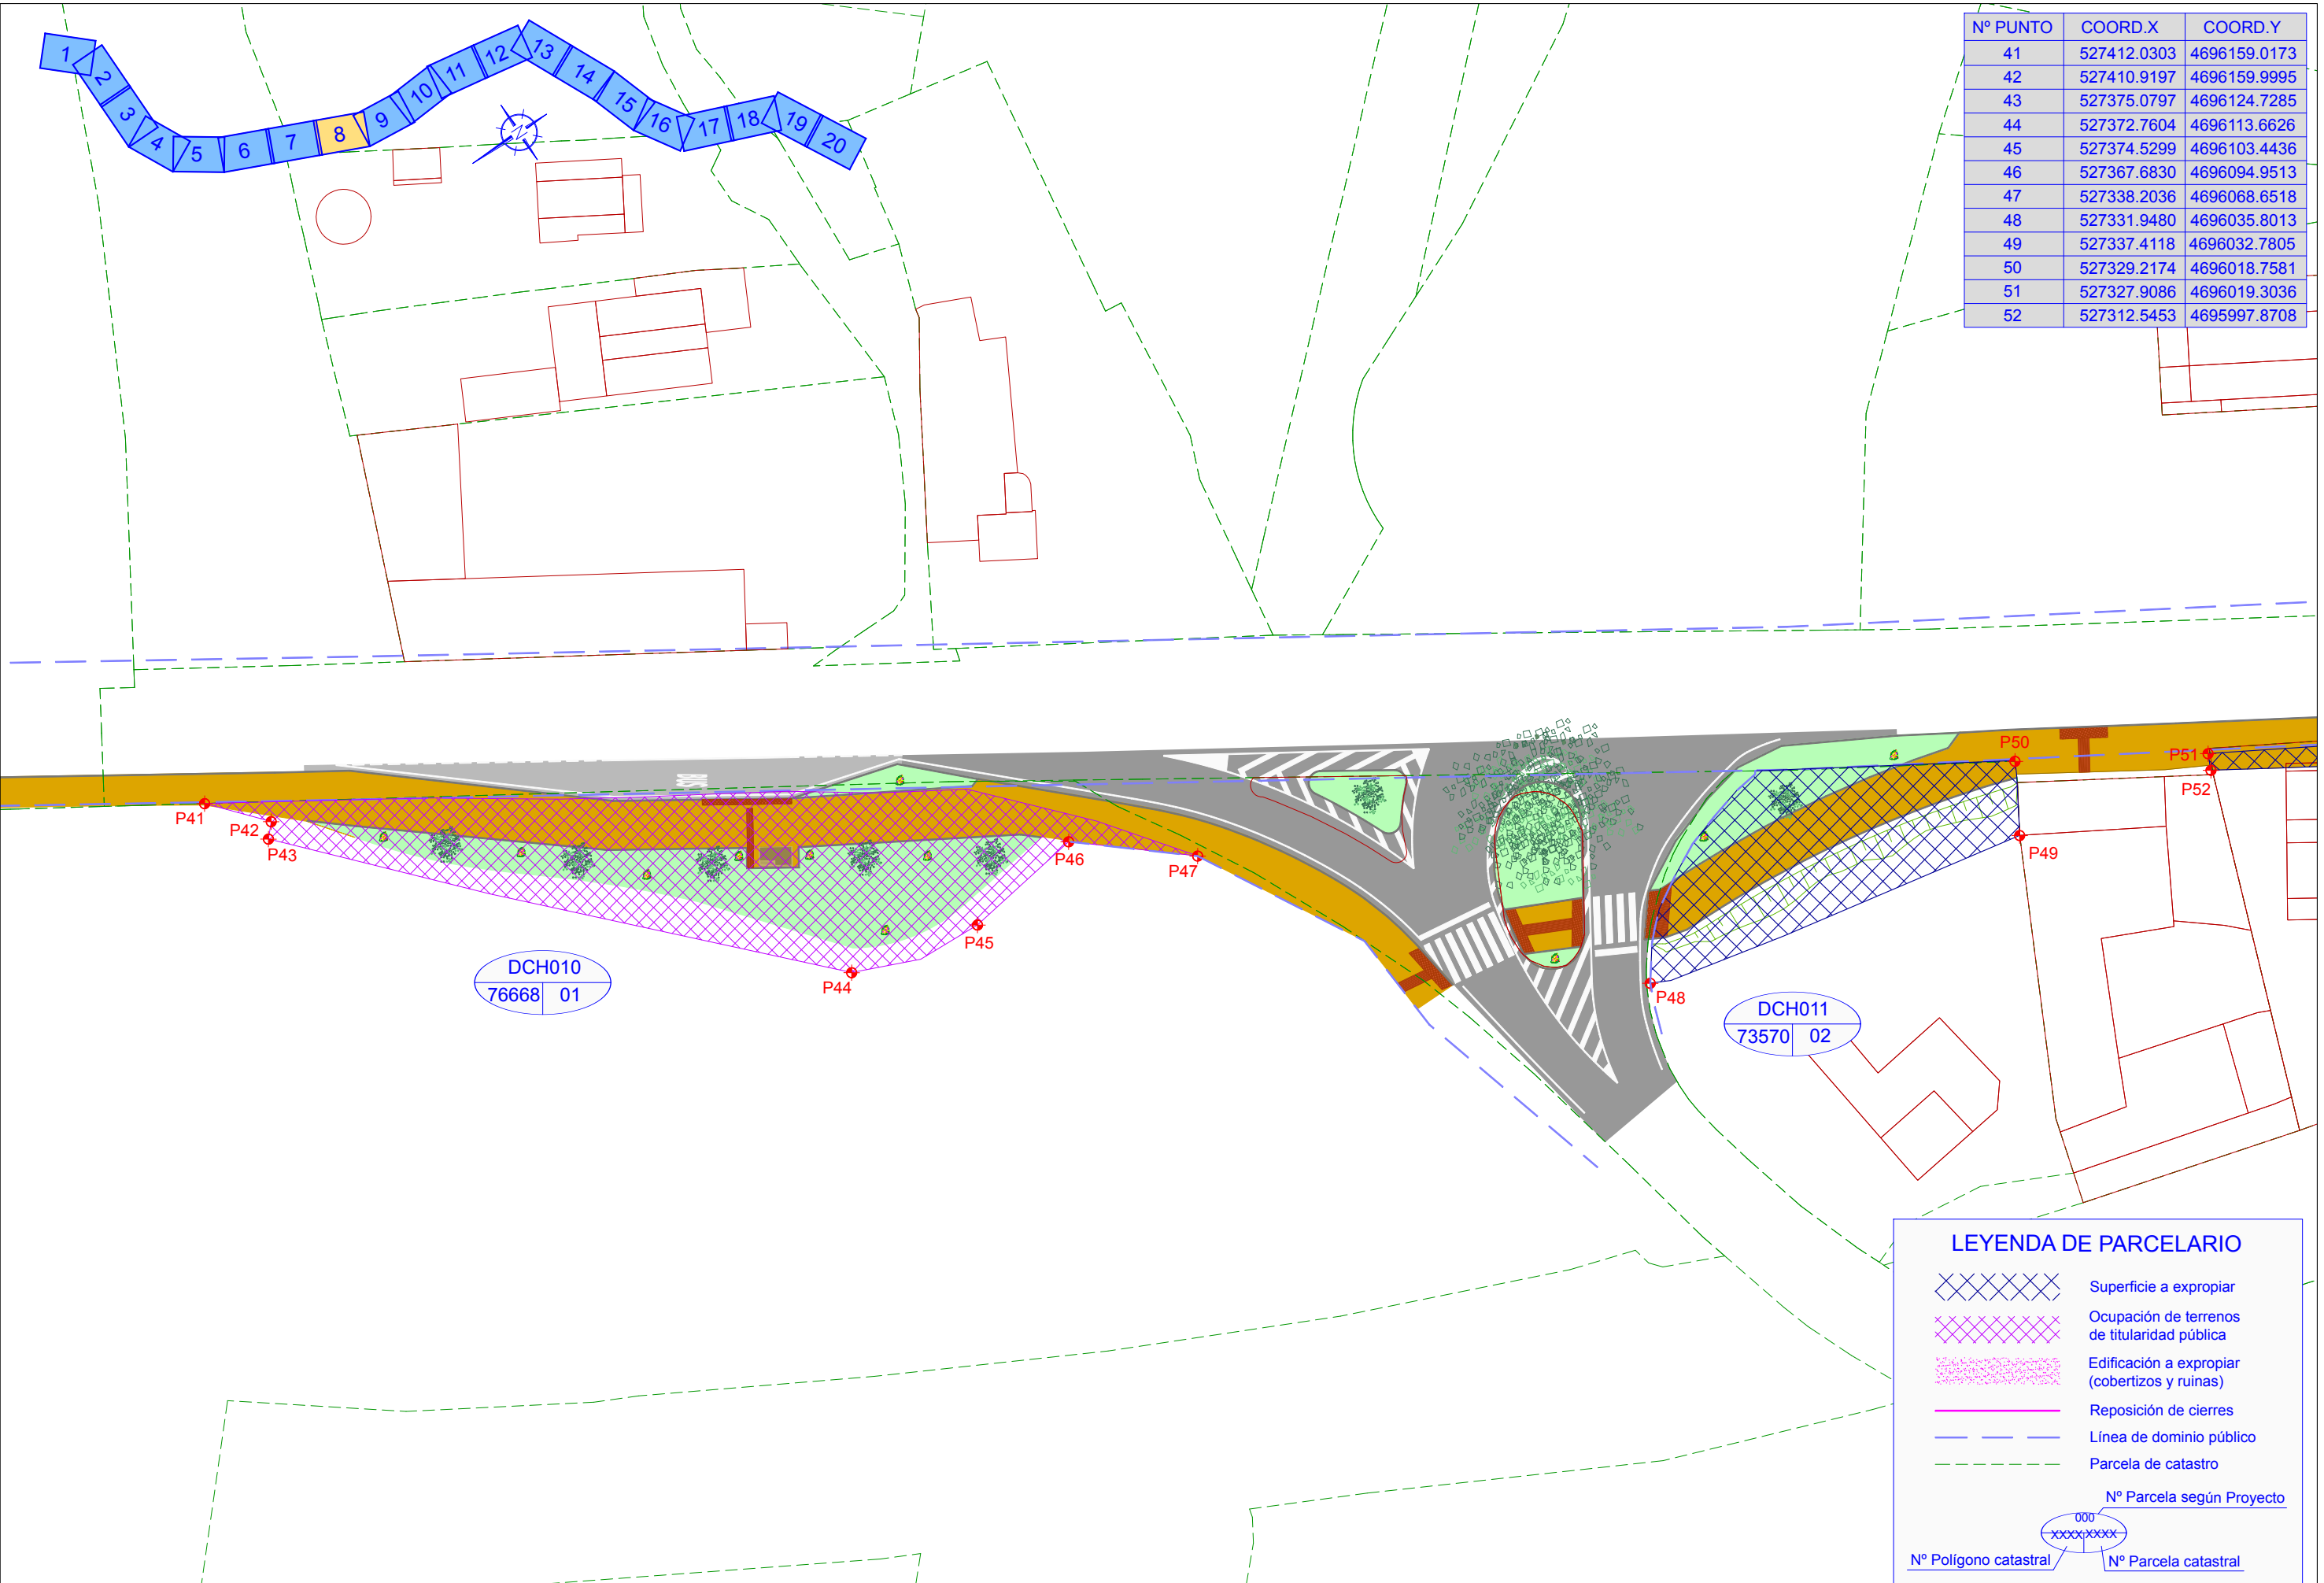 1
2
3
4
5
6
7
8
9
10
11
12
13
14
15
16
17
18
19
20
N
Nº PUNTO COORD.X COORD.Y
41 527412.0303 4696159.0173
42 527410.9197 4696159.9995
43 527375.0797 4696124.7285
44 527372.7604 4696113.6626
45 527374.5299 4696103.4436
46 527367.6830 4696094.9513
47 527338.2036 4696068.6518
48 527331.9480 4696035.8013
49 527337.4118 4696032.7805
50 527329.2174 4696018.7581
51 527327.9086 4696019.3036
52 527312.5453 4695997.8708
P41
P42
P43
P44
P45
P46
P47
P48
P49
P50
P51
P52
BUS
DCH010
76668 01
DCH011
73570 02
LEYENDA DE PARCELARIO
Superficie a expropiar
Ocupación de terrenos
de titularidad pública
Edificación a expropiar
(cobertizos y ruinas)
Reposición de cierres
Línea de dominio público
Parcela de catastro
Nº Parcela según Proyecto
000
XXXX XXXX
Nº Polígono catastral
Nº Parcela catastral